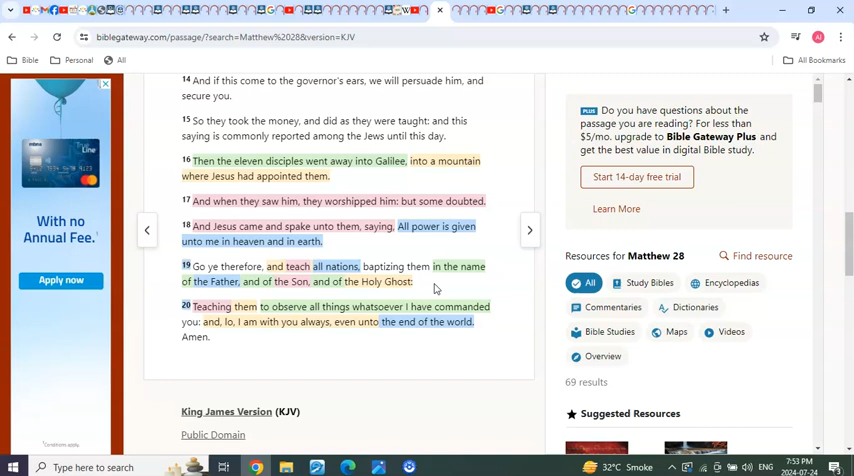 biblegateway.com/passage/?search=Matthew%2028&version=KJV
Bible
Personal
All
All Bookmarks
14 And if this come to the governor's ears, we will persuade him, and
secure you.
15 So they took the money, and did as they were taught: and this
saying is commonly reported among the Jews until this day.
16 Then the eleven disciples went away into Galilee, into a mountain
where Jesus had appointed them.
17 And when they saw him, they worshipped him: but some doubted.
18 And Jesus came and spake unto them, saying, All power is given
unto me in heaven and in earth.
19 Go ye therefore, and teach all nations, baptizing them in the name
of the Father, and of the Son, and of the Holy Ghost:
20 Teaching them to observe all things whatsoever I have commanded
you: and, lo, I am with you always, even unto the end of the world.
Amen.
King James Version (KJV)
Public Domain
With no
Annual Fee.
Apply now
PLUS Do you have questions about the
passage you are reading? For less than
$5/mo. upgrade to Bible Gateway Plus and
get the best value in digital Bible study.
Start 14-day free trial
Learn More
Resources for Matthew 28
Find resource
All
Study Bibles
Encyclopedias
Commentaries
Dictionaries
Bible Studies
Maps
Videos
Overview
69 results
Suggested Resources
Type here to search
32°C Smoke
ENG
7:53 PM
2024-07-24